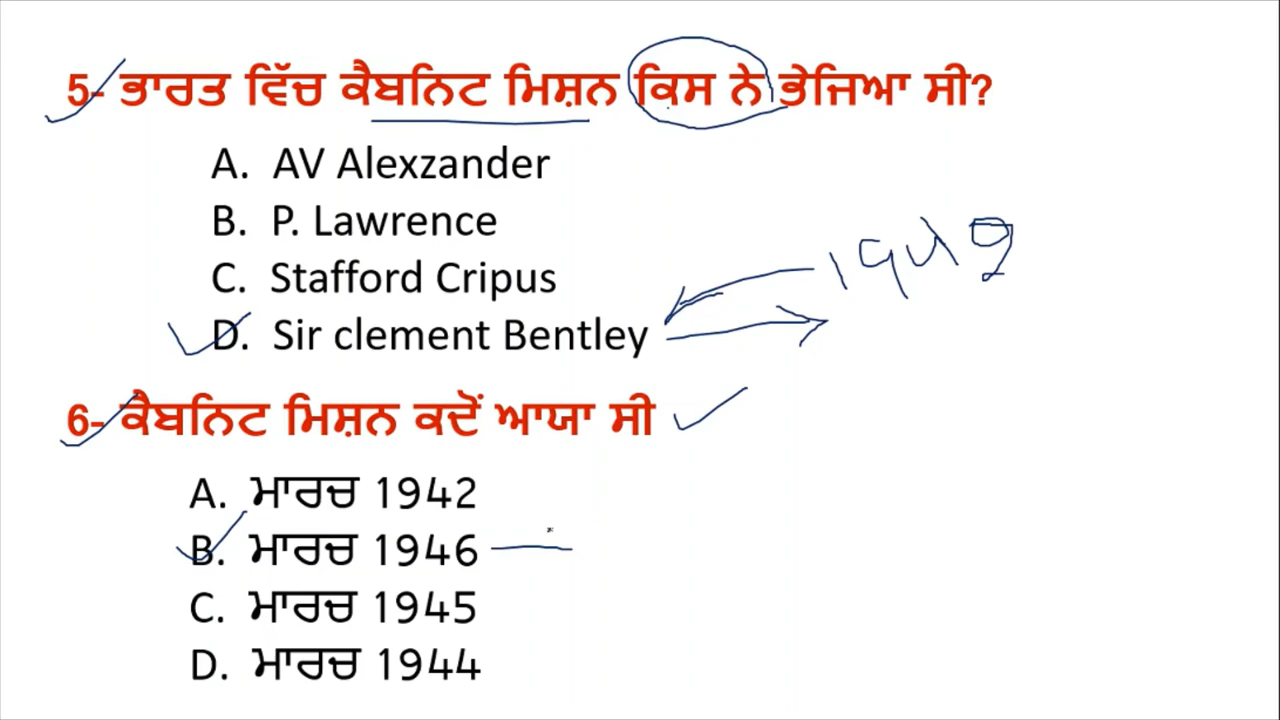 5- ਭਾਰਤ ਵਿੱਚ ਕੈਬਨਿਟ ਮਿਸ਼ਨ ਕਿਸ ਨੇ ਭੇਜਿਆ ਸੀ?
A. AV Alexzander
B. P. Lawrence
C. Stafford Cripus
D. Sir clement Bentley
6- ਕੈਬਨਿਟ ਮਿਸ਼ਨ ਕਦੋਂ ਆਯਾ ਸੀ
A. ਮਾਰਚ 1942
B. ਮਾਰਚ 1946
C. ਮਾਰਚ 1945
D. ਮਾਰਚ 1944